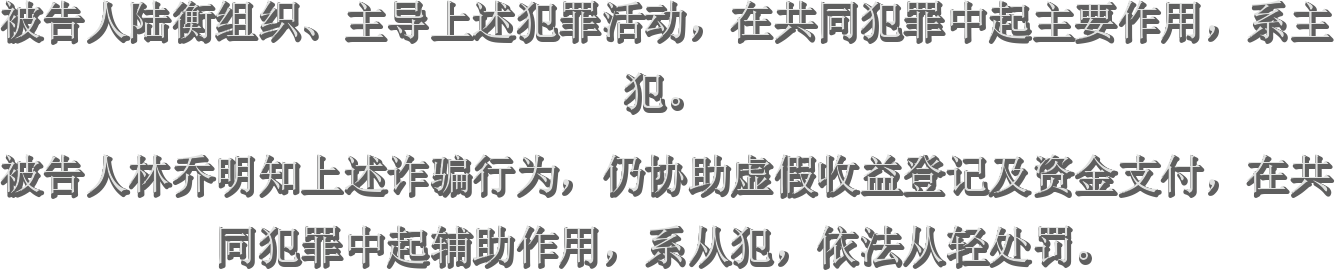 被告人陆衡组织、主导上述犯罪活动，在共同犯罪中起主要作用，系主
犯。
被告人林乔明知上述诈骗行为，仍协助虚假收益登记及资金支付，在共
同犯罪中起辅助作用，系从犯，依法从轻处罚。